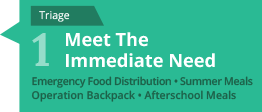 Triage
1 Meet The
Immediate Need
Emergency Food Distribution • Summer Meals
Operation Backpack • Afterschool Meals